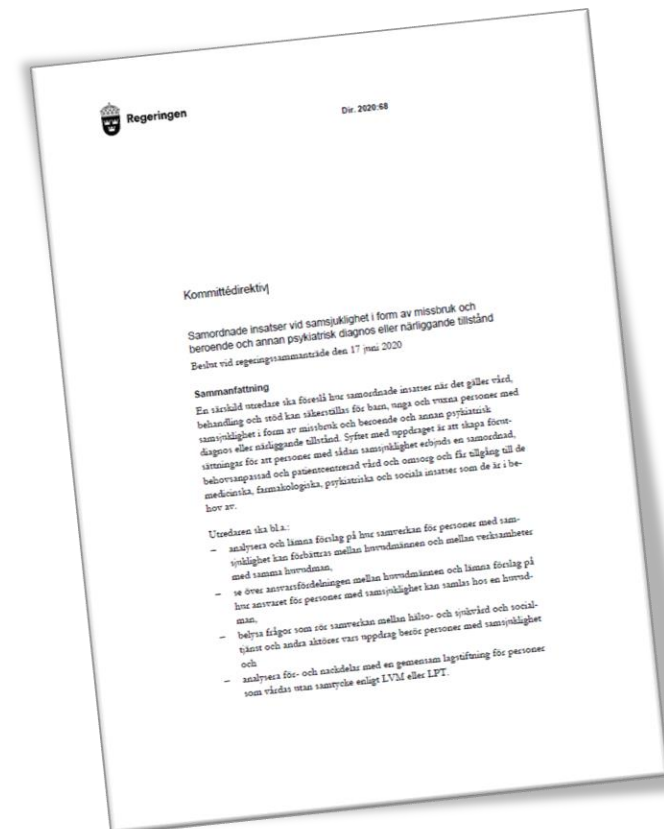 Regeringen
Dir. 2020:68
Kommittédirektiv
Samordnade insatser vid samsjuklighet i form av missbruk och
beroende och annan psykiatrisk diagnos eller närliggande tillstånd
Beslut vid regeringssammanträde den 17 juni 2020
Sammanfattning
En särskild utredare ska föreslå hur samordnade insatser när det gäller vård,
behandling och stöd kan säkerställas för barn, unga och vuxna personer med
samsjuklighet i form av missbruk och beroende och annan psykiatrisk
diagnos eller närliggande tillstånd. Syftet med uppdraget är att skapa förut-
sättningar för att personer med sådan samsjuklighet erbjuds en samordnad,
behovsanpassad och patientcentrerad vård och omsorg och får tillgång till de
medicinska, farmakologiska, psykiatriska och sociala insatser som de är i be-
hov av.
Utredaren ska bl.a.:
– analysera och lämna förslag på hur samverkan för personer med sam-
sjuklighet kan förbättras mellan huvudmännen och mellan verksamheter
med samma huvudman,
– se över ansvarsfördelningen mellan huvudmännen och lämna förslag på
hur ansvaret för personer med samsjuklighet kan samlas hos en huvud-
man,
– belysa frågor som rör samverkan mellan hälso- och sjukvård och social-
tjänst och andra aktörer vars uppdrag berör personer med samsjuklighet
och
– analysera för- och nackdelar med en gemensam lagstiftning för personer
som vårdas utan samtycke enligt LVM eller LPT.